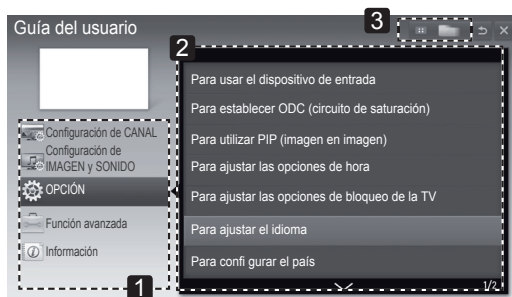 Guía del usuario
3
2
Configuración de CANAL
Configuración de
IMAGEN y SONIDO
OPCIÓN
Función avanzada
Información
1
Para usar el dispositivo de entrada
Para establecer ODC (circuito de saturación)
Para utilizar PIP (imagen en imagen)
Para ajustar las opciones de hora
Para ajustar las opciones de bloqueo de la TV
Para ajustar el idioma
Para confi gurar el país
1/2